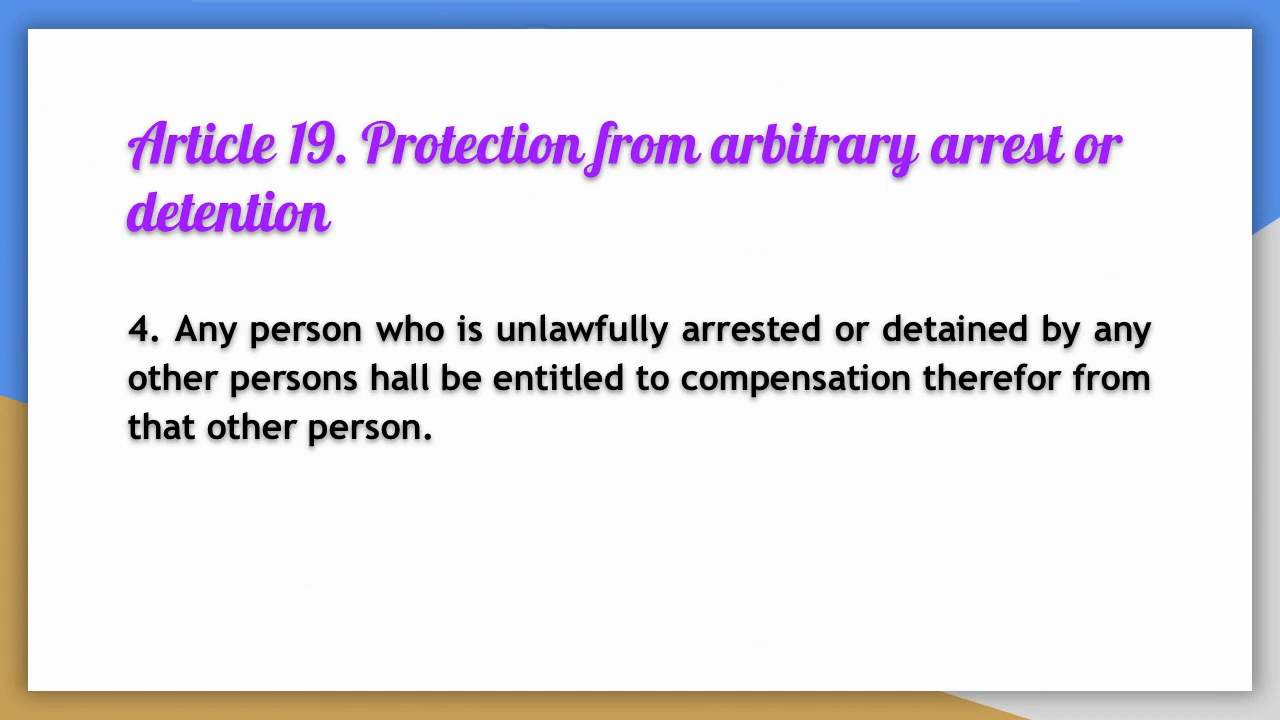 Article 19. Protection from arbitrary arrest or
detention
4. Any person who is unlawfully arrested or detained by any
other persons hall be entitled to compensation therefor from
that other person.